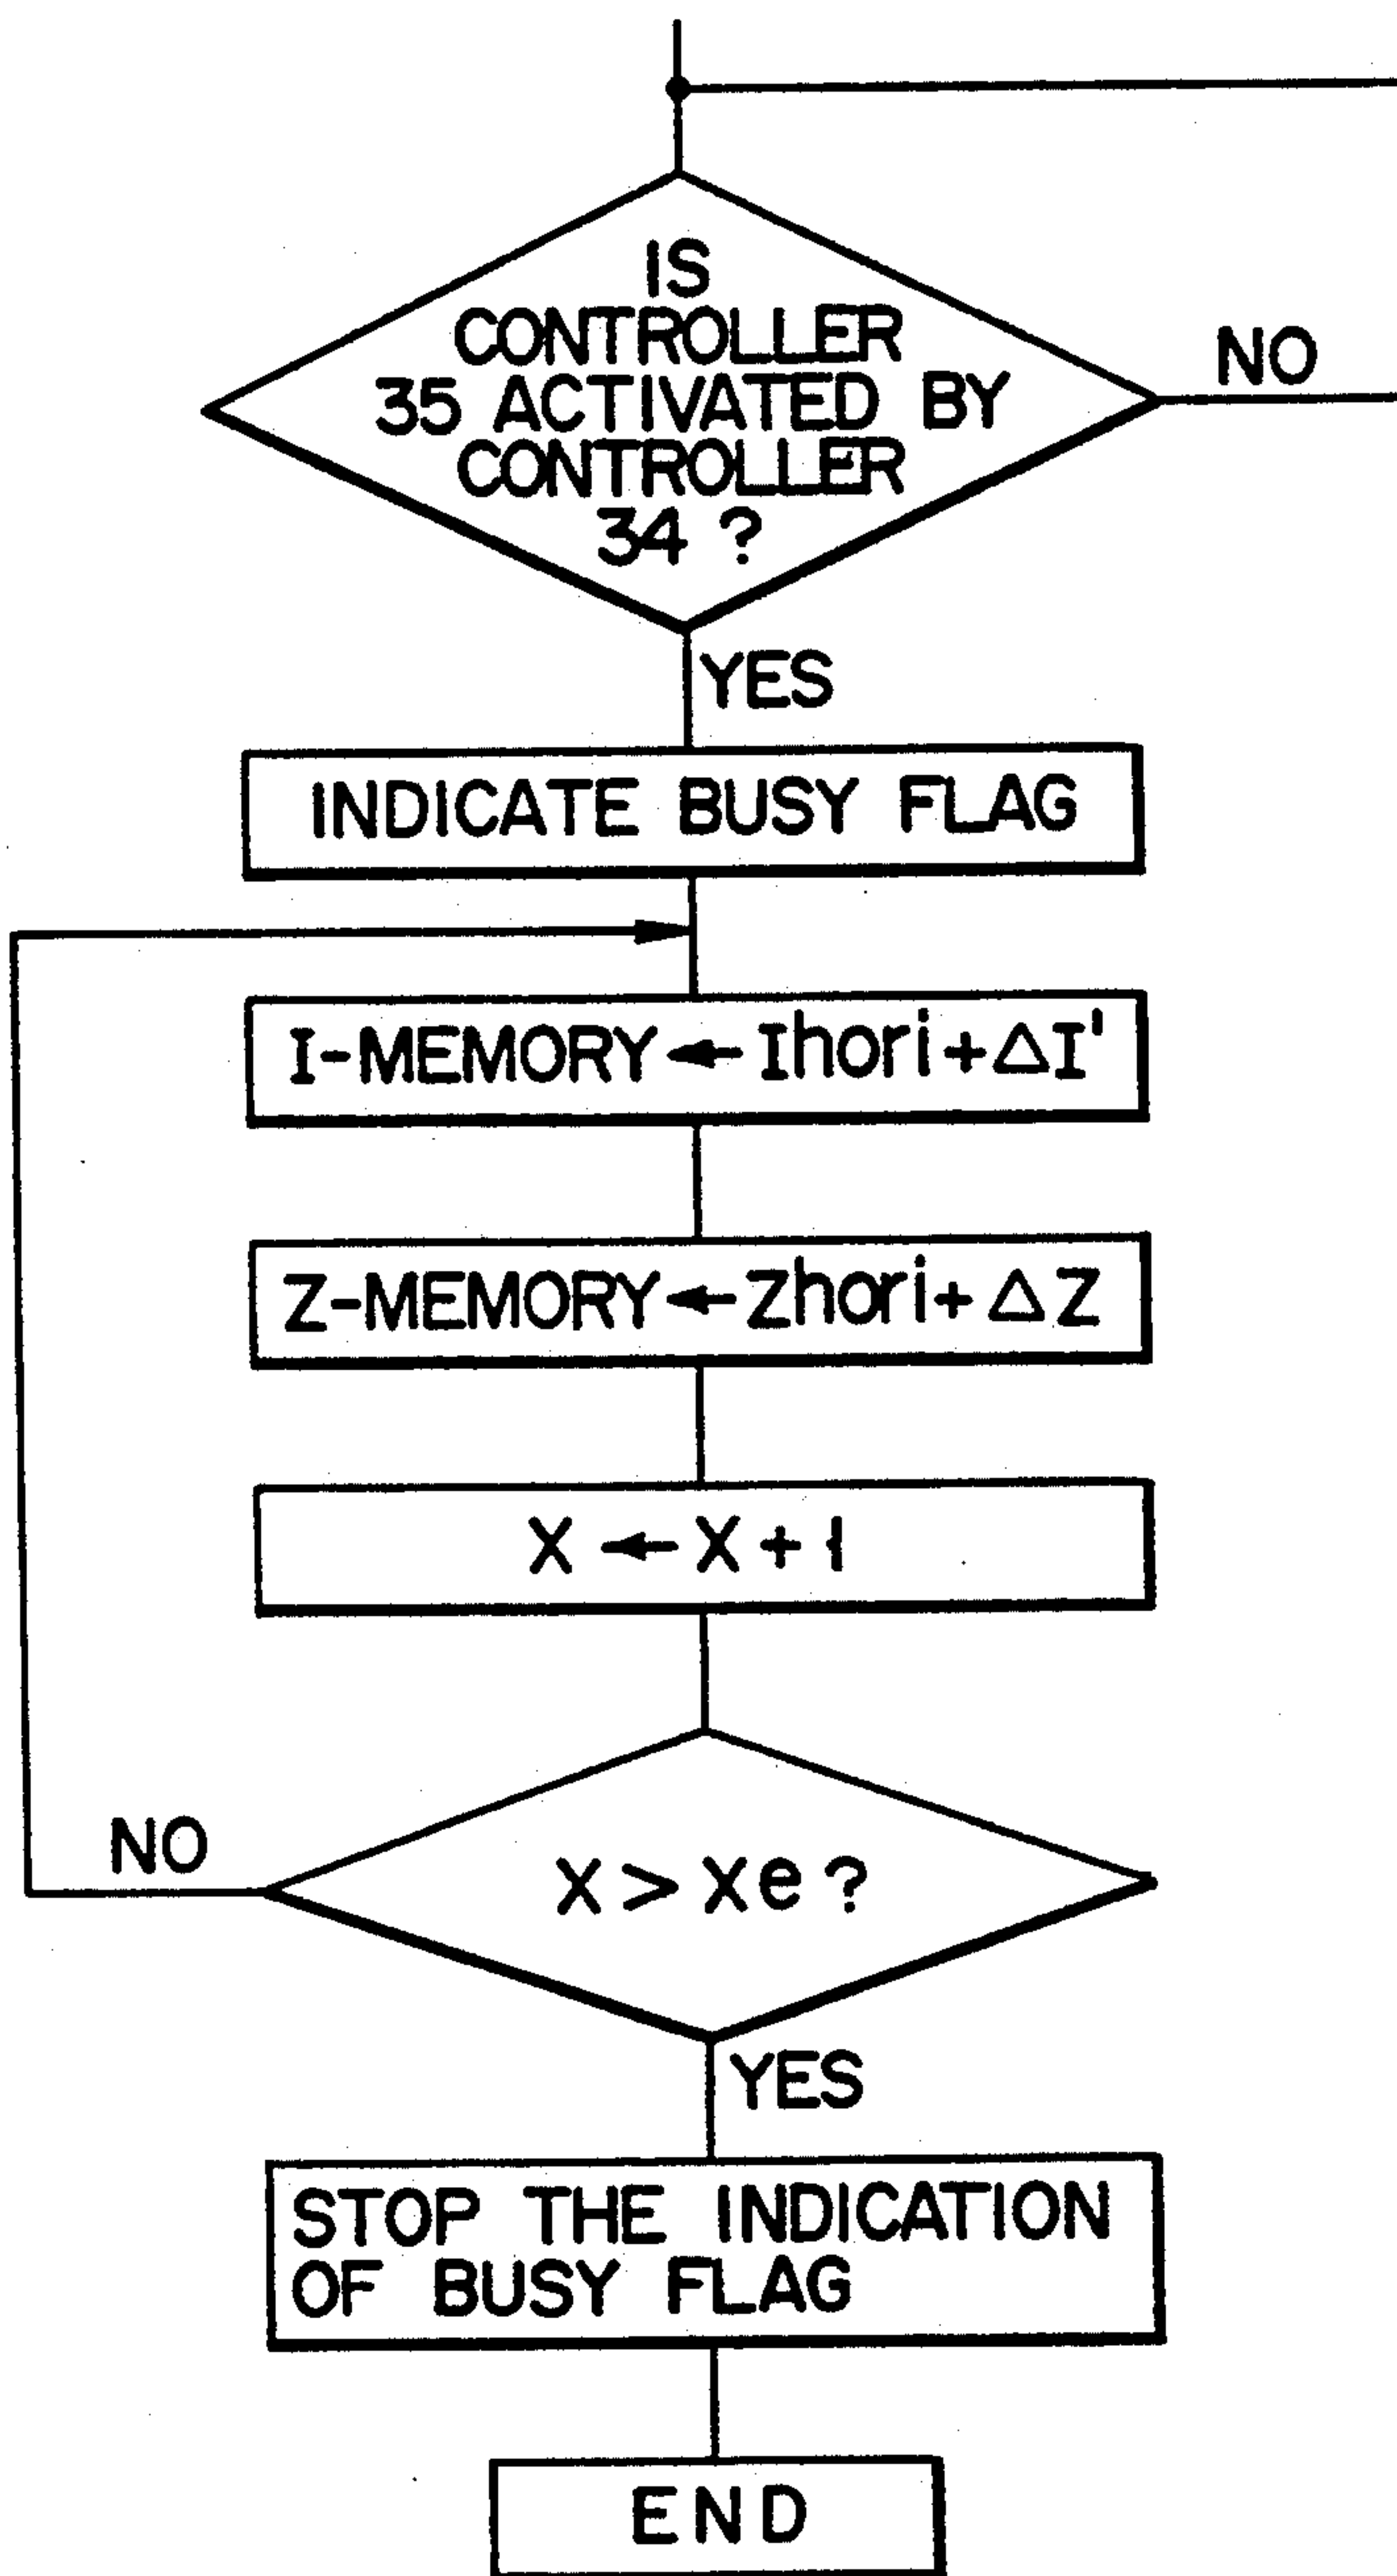 IS
CONTROLLER
35 ACTIVATED BY
CONTROLLER
34 ?
NO
YES
INDICATE BUSY FLAG
I-MEMORY ← Ihori + ΔI'
Z-MEMORY ← Zhori + ΔZ
X ← X + 1
NO
X > Xe ?
YES
STOP THE INDICATION
OF BUSY FLAG
END